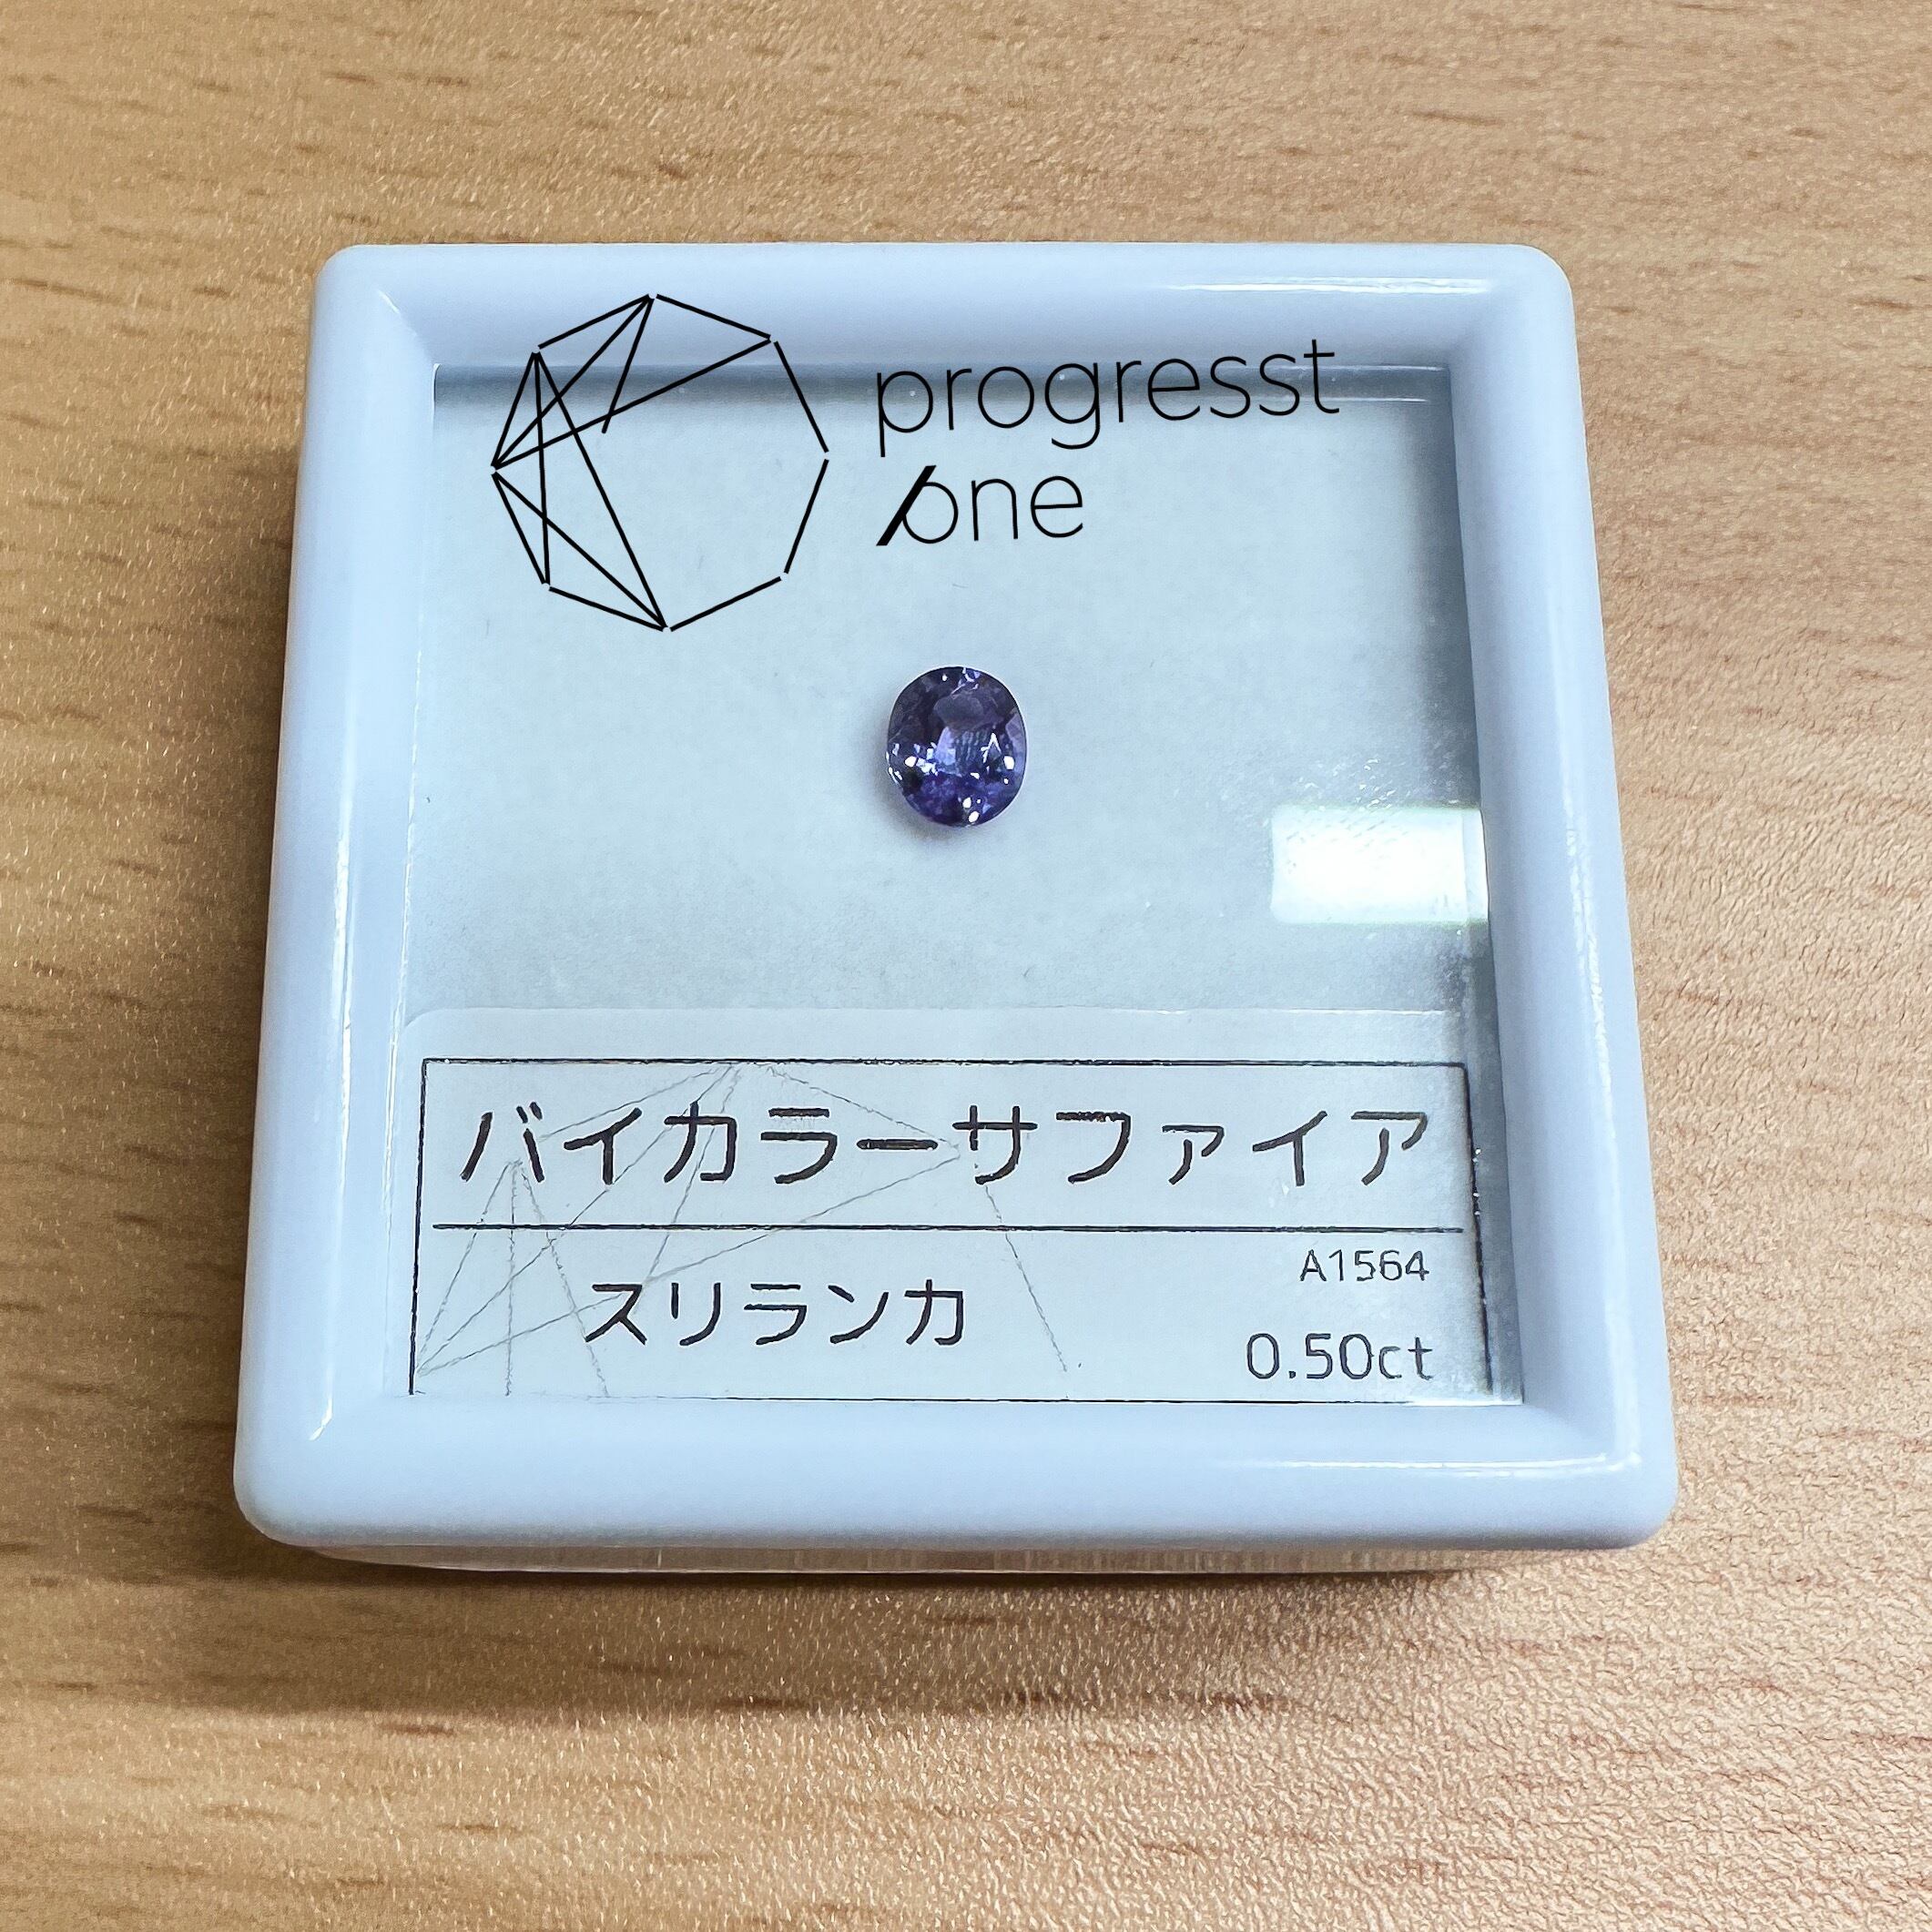 progresst
one
バイカラーサファイア
スリランカ
A1564
0.50ct